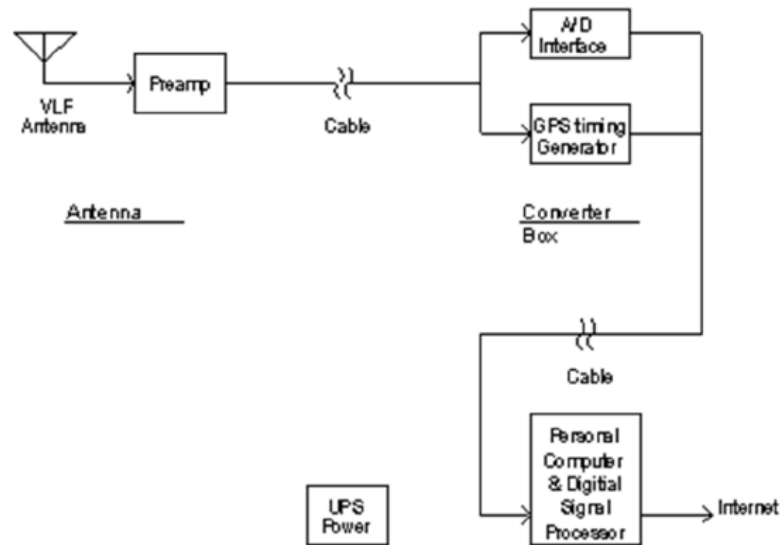 A/D
Interface
Preamp
VLF
Antenna
Cable
GPS timing
Generator
Antenna
Converter
Box
Cable
Personal
Computer
& Digitial
Signal
Processor
Internet
UPS
Power